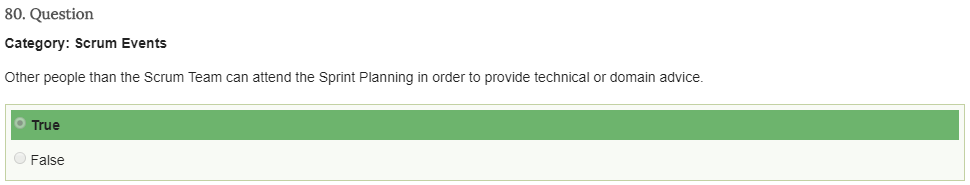 80. Question
Category: Scrum Events
Other people than the Scrum Team can attend the Sprint Planning in order to provide technical or domain advice.
True
False